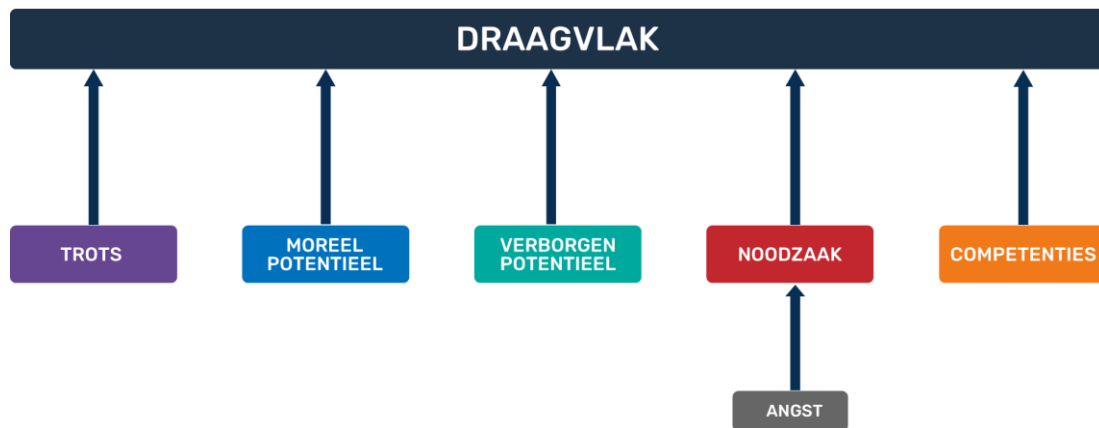 DRAAGVLAK
TROTS
MOREEL
POTENTIEEL
VERBORGEN
POTENTIEEL
NOODZAAK
COMPETENTIES
ANGST